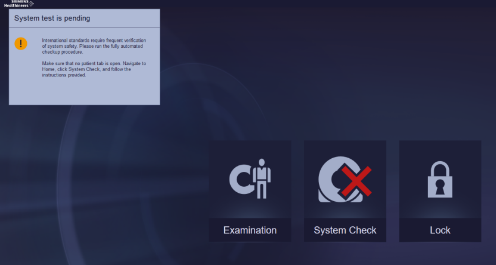 SIEMENS
Healthineers
System test is pending
International standards require frequent verification
of system safety. Please run the fully automated
checkup procedure.
Make sure that no patient tab is open. Navigate to
Home, click System Check, and follow the
instructions provided.
Examination
System Check
Lock